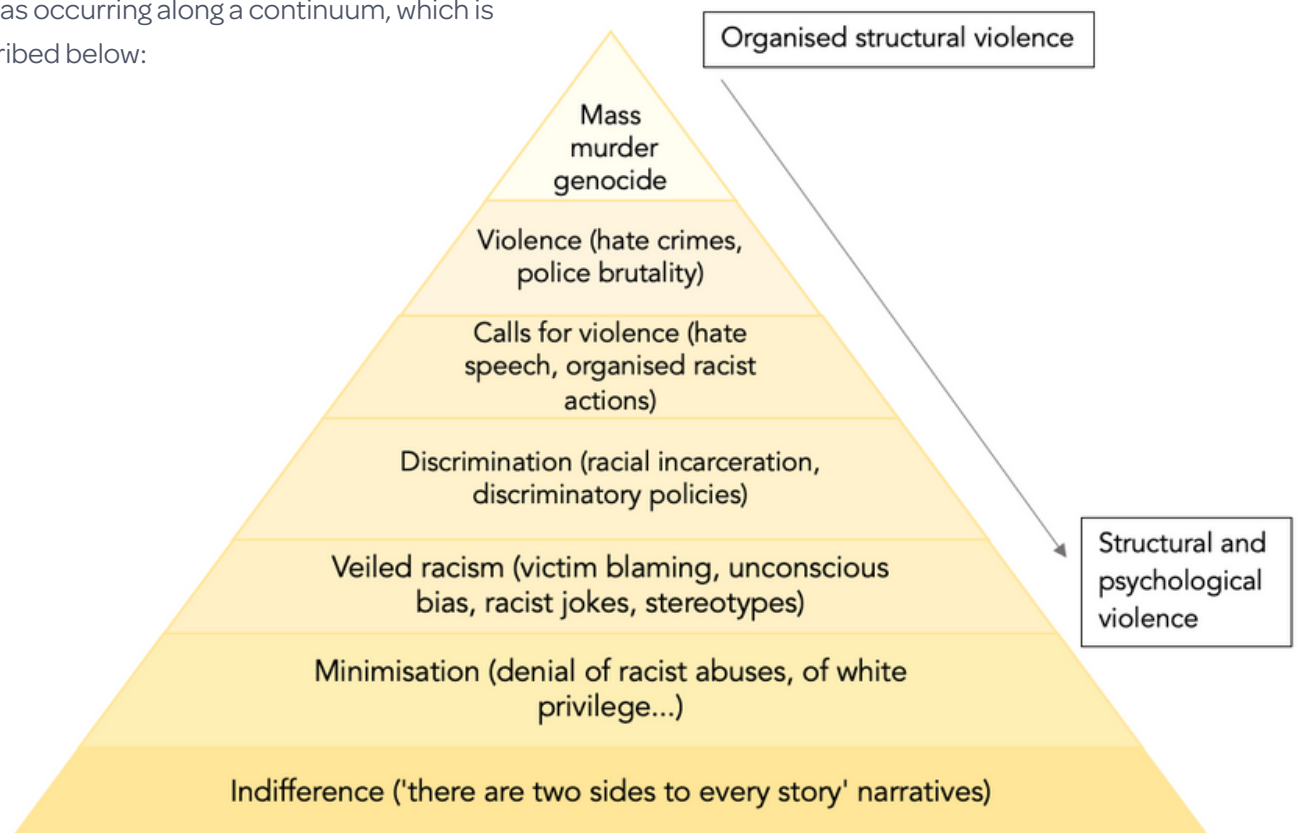 as occurring along a continuum, which is
ribed below:
Organised structural violence
Mass
murder
genocide
Violence (hate crimes,
police brutality)
Calls for violence (hate
speech, organised racist
actions)
Discrimination (racial incarceration,
discriminatory policies)
Structural and
psychological
violence
Veiled racism (victim blaming, unconscious
bias, racist jokes, stereotypes)
Minimisation (denial of racist abuses, of white
privilege...)
Indifference ('there are two sides to every story' narratives)